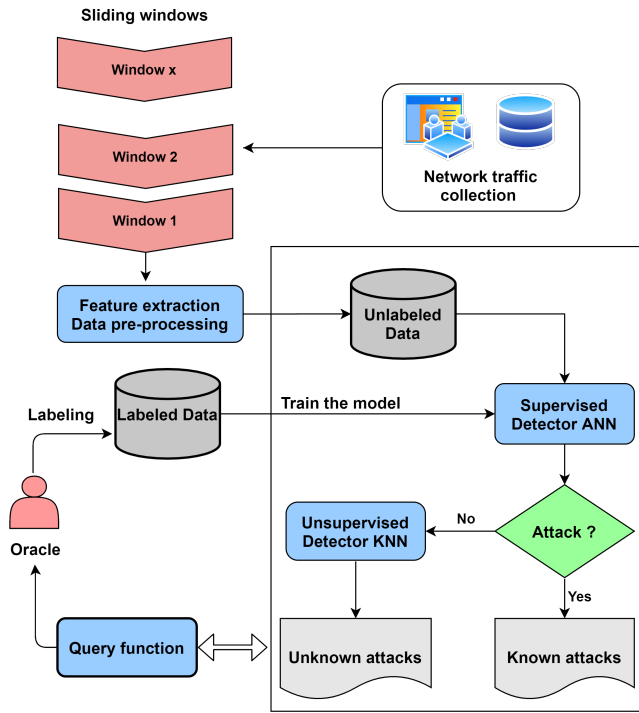 Sliding windows
Window x
Window 2
Window 1
Network traffic
collection
Feature extraction
Data pre-processing
Unlabeled
Data
Labeling
Labeled Data
Train the model
Supervised
Detector ANN
Oracle
Unsupervised
Detector KNN
No
Attack ?
Yes
Query function
Unknown attacks
Known attacks